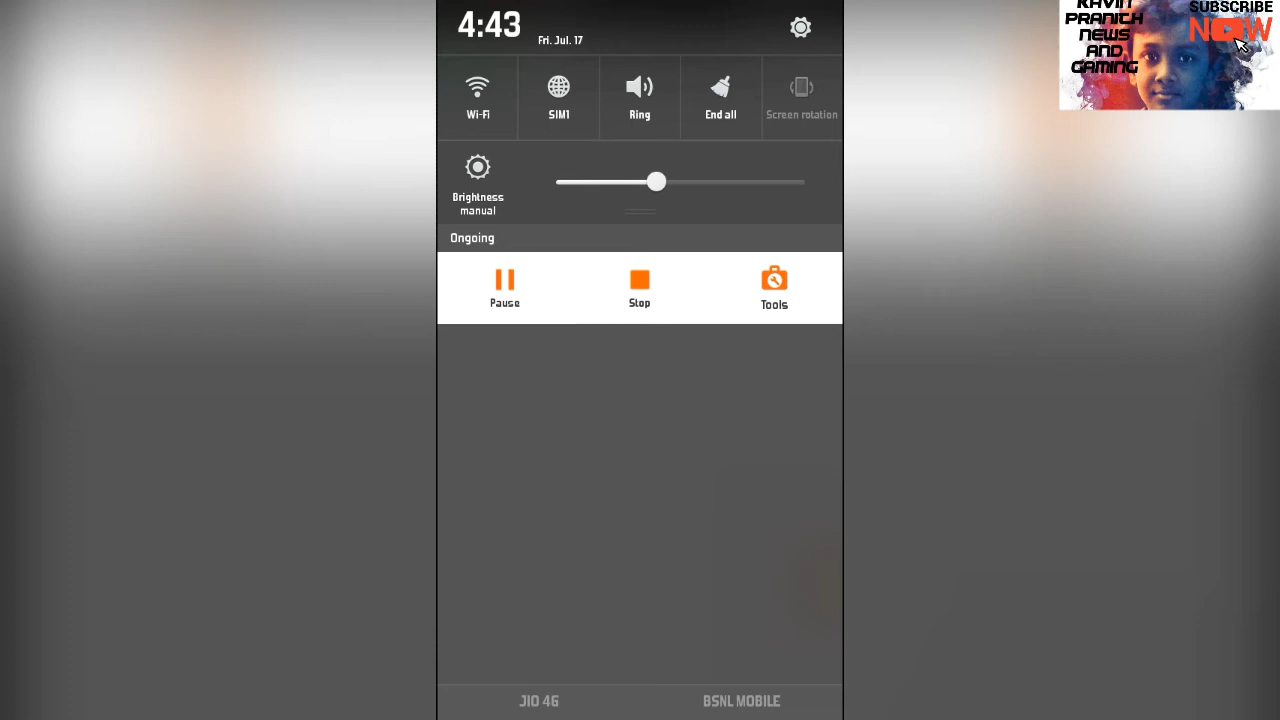 4:43
Fri. Jul. 17
Wi-Fi
SIM1
Ring
End all
Screen rotation
Brightness
manual
Ongoing
Pause
Stop
Tools
JIO 4G
BSNL MOBILE
KAVIN
PRANITH
NEWS
AND
GAMING
SUBSCRIBE
NOW